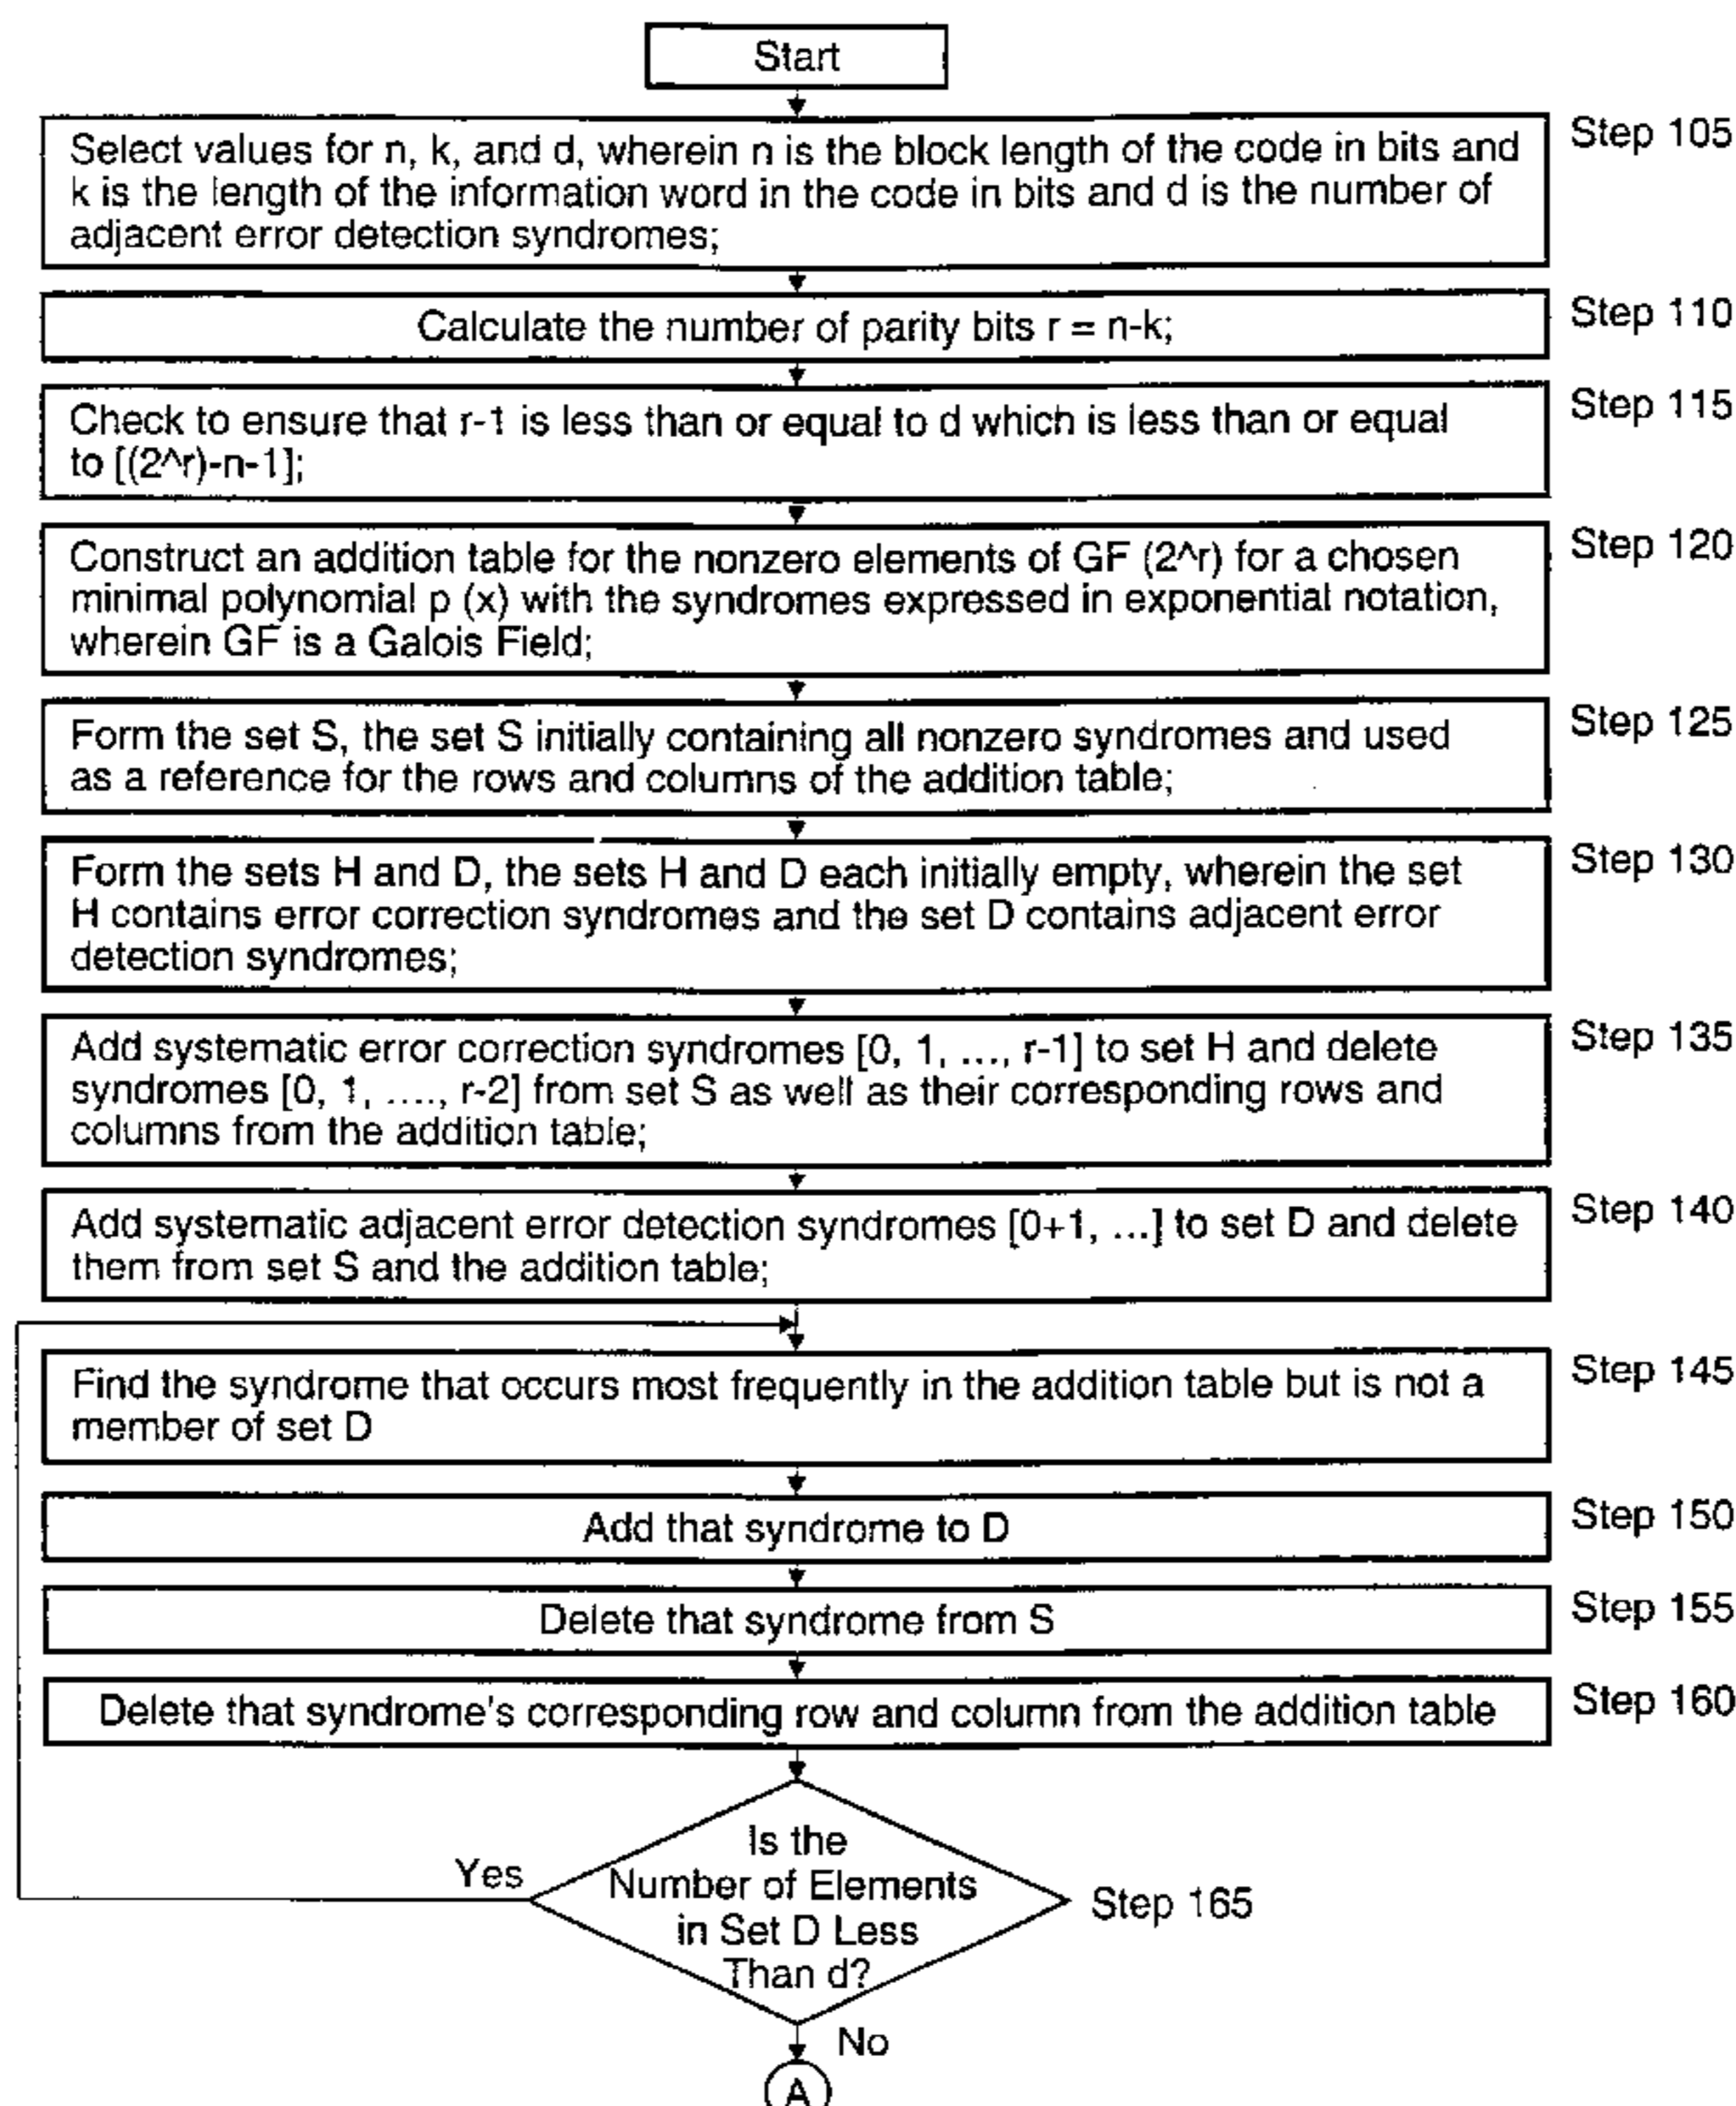 Start
Step 105
Select values for n, k, and d, wherein n is the block length of the code in bits and
k is the length of the information word in the code in bits and d is the number of
adjacent error detection syndromes;
Step 110
Calculate the number of parity bits r = n-k;
Step 115
Check to ensure that r-1 is less than or equal to d which is less than or equal
to [(2^r)-n-1];
Step 120
Construct an addition table for the nonzero elements of GF (2^r) for a chosen
minimal polynomial p (x) with the syndromes expressed in exponential notation,
wherein GF is a Galois Field;
Step 125
Form the set S, the set S initially containing all nonzero syndromes and used
as a reference for the rows and columns of the addition table;
Step 130
Form the sets H and D, the sets H and D each initially empty, wherein the set
H contains error correction syndromes and the set D contains adjacent error
detection syndromes;
Step 135
Add systematic error correction syndromes [0, 1, ..., r-1] to set H and delete
syndromes [0, 1, ...., r-2] from set S as well as their corresponding rows and
columns from the addition table;
Step 140
Add systematic adjacent error detection syndromes [0+1, ...] to set D and delete
them from set S and the addition table;
Step 145
Find the syndrome that occurs most frequently in the addition table but is not a
member of set D
Step 150
Add that syndrome to D
Step 155
Delete that syndrome from S
Step 160
Delete that syndrome's corresponding row and column from the addition table
Is the
Number of Elements
in Set D Less
Than d?
Yes
Step 165
No
A